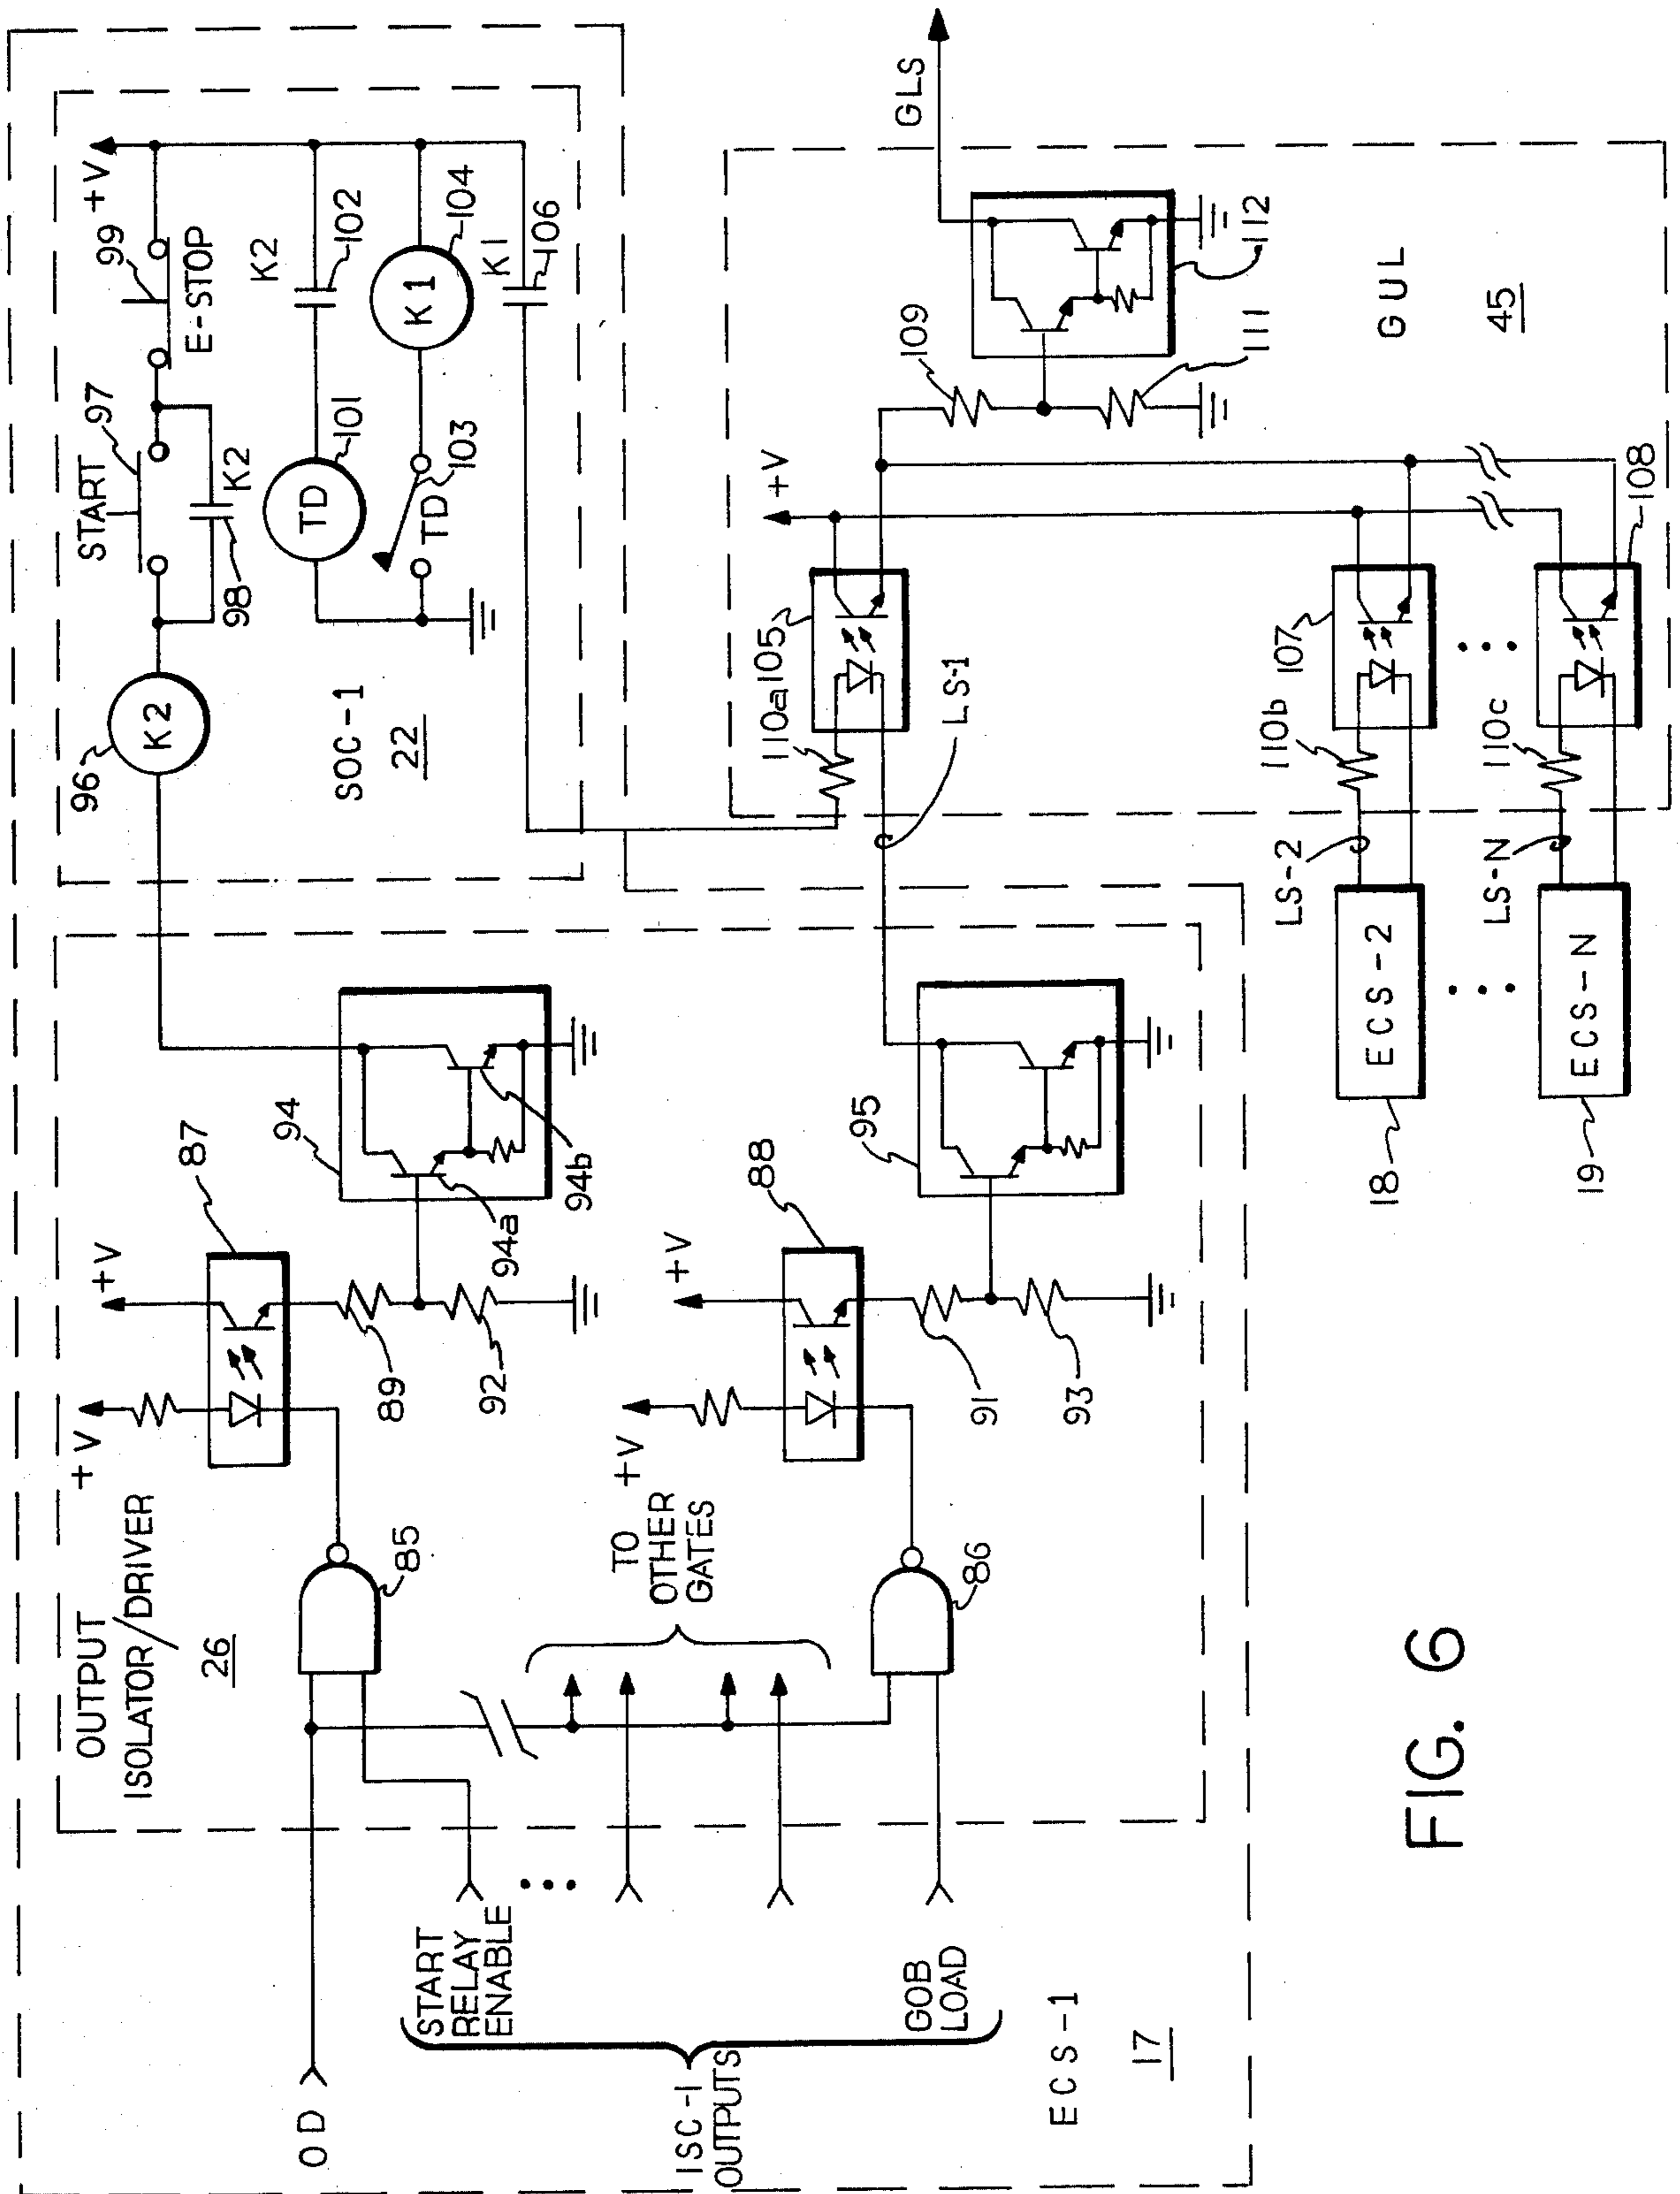 OUTPUT
ISOLATOR/DRIVER
26
+V
+V
87
85
89
92
94
94a
94b
96
K2
START
97
K2
98
99
E-STOP
+V
TD
101
K2
102
TD
103
K1
104
K1
106
SOC-1
22
OD
START
RELAY
ENABLE
GOB
LOAD
ISC-1
OUTPUTS
TO
OTHER
GATES
86
+V
+V
88
91
93
95
ECS-1
17
LS-1
110a
105
+V
109
111
112
GLS
GUL
45
110b
107
LS-2
ECS-2
18
110c
108
LS-N
ECS-N
19
FIG. 6